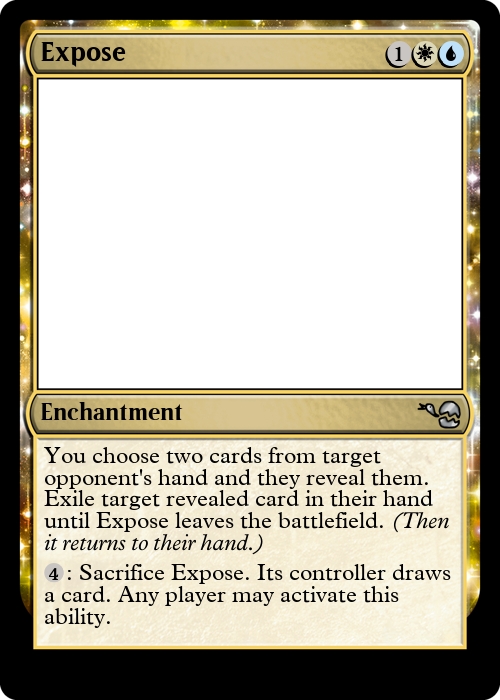 Expose 1
Enchantment
You choose two cards from target
opponent's hand and they reveal them.
Exile target revealed card in their hand
until Expose leaves the battlefield. (Then
it returns to their hand.)
4: Sacrifice Expose. Its controller draws
a card. Any player may activate this
ability.